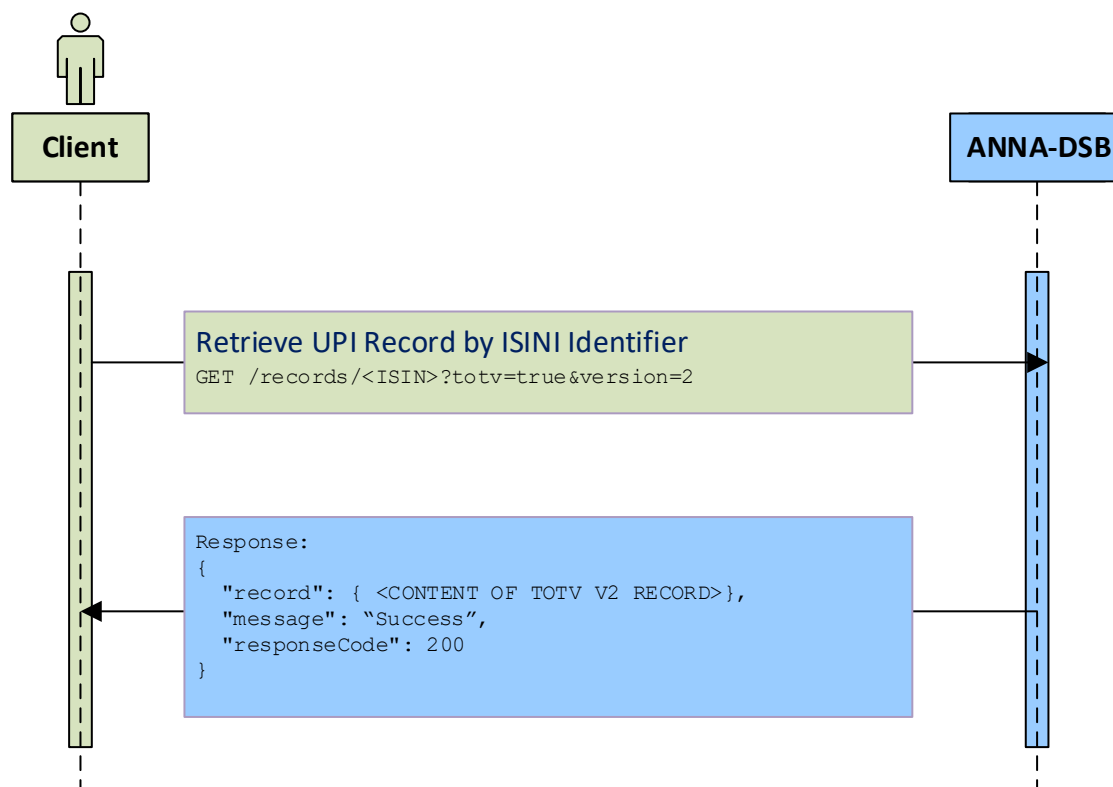 Client
ANNA-DSB
Retrieve UPI Record by ISINI Identifier
GET /records/<ISIN>?totv=true&version=2
Response:
{
  "record": { <CONTENT OF TOTV V2 RECORD>},
  "message": “Success”,
  "responseCode": 200
}